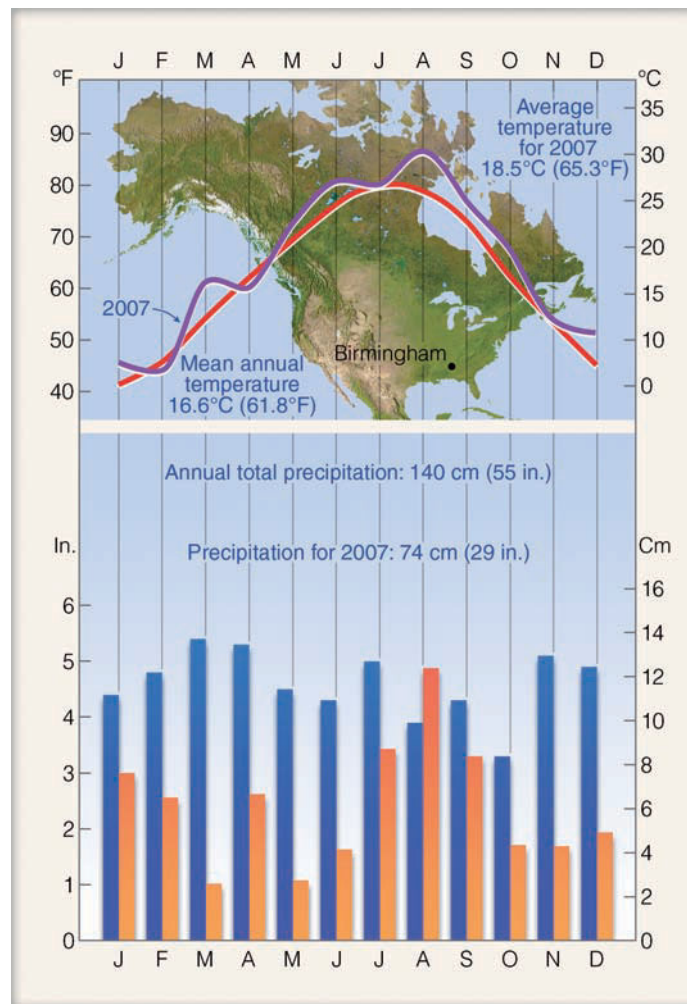 J F M A M J J A S O N D
°F
°C
90
80
70
60
50
40
35
30
25
20
15
10
0
Average
temperature
for 2007
18.5°C (65.3°F)
2007
Mean annual
temperature
16.6°C (61.8°F)
Birmingham
Annual total precipitation: 140 cm (55 in.)
In.
Cm
Precipitation for 2007: 74 cm (29 in.)
6
5
4
3
2
1
0
16
14
12
10
8
6
4
2
0
J F M A M J J A S O N D